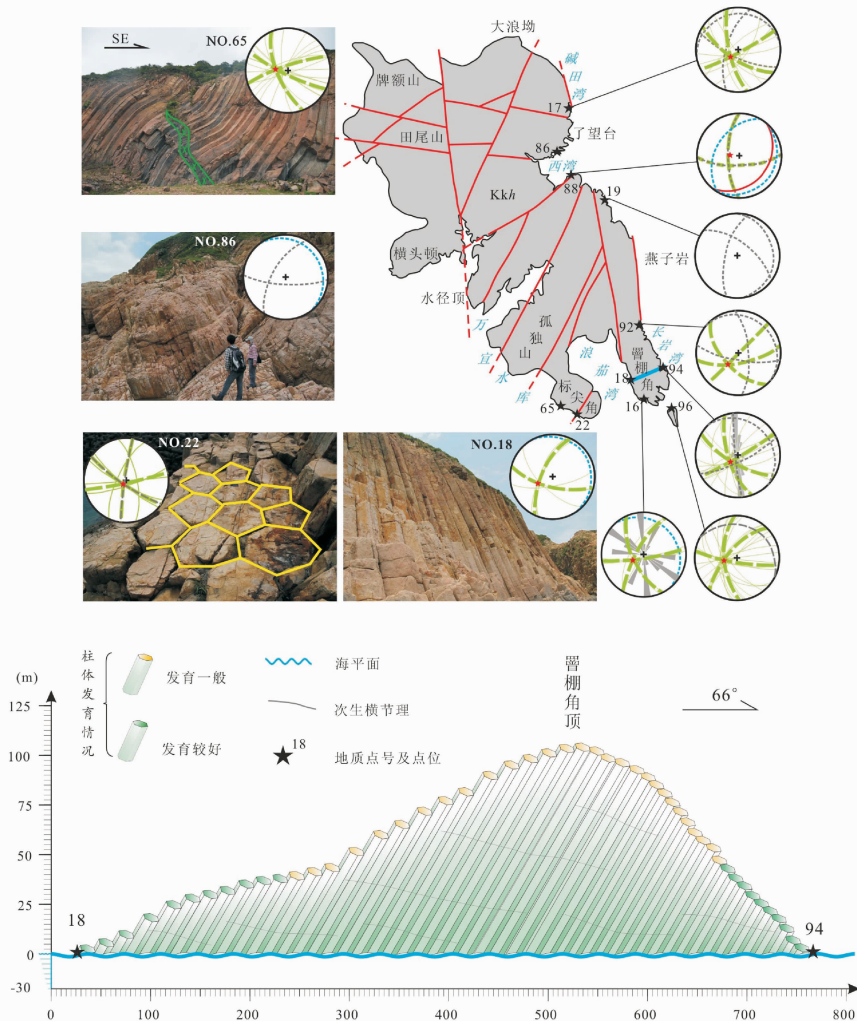 SE
NO.65
NO.86
NO.22
NO.18
大浪坳
碱田湾
牌额山
17
田尾山
了望台
86
西湾
88
19
Kkh
横头顿
燕子岩
水径顶
万宜水库
孤独山
浪茄湾
92
长岩湾
罾棚角
18
94
标尖角
65
22
16
96
柱体发育情况
发育一般
发育较好
海平面
次生横节理
18
地质点号及点位
罾棚角顶
66°
(m)
125
100
75
50
25
0
-30
18
94
0
100
200
300
400
500
600
700
800